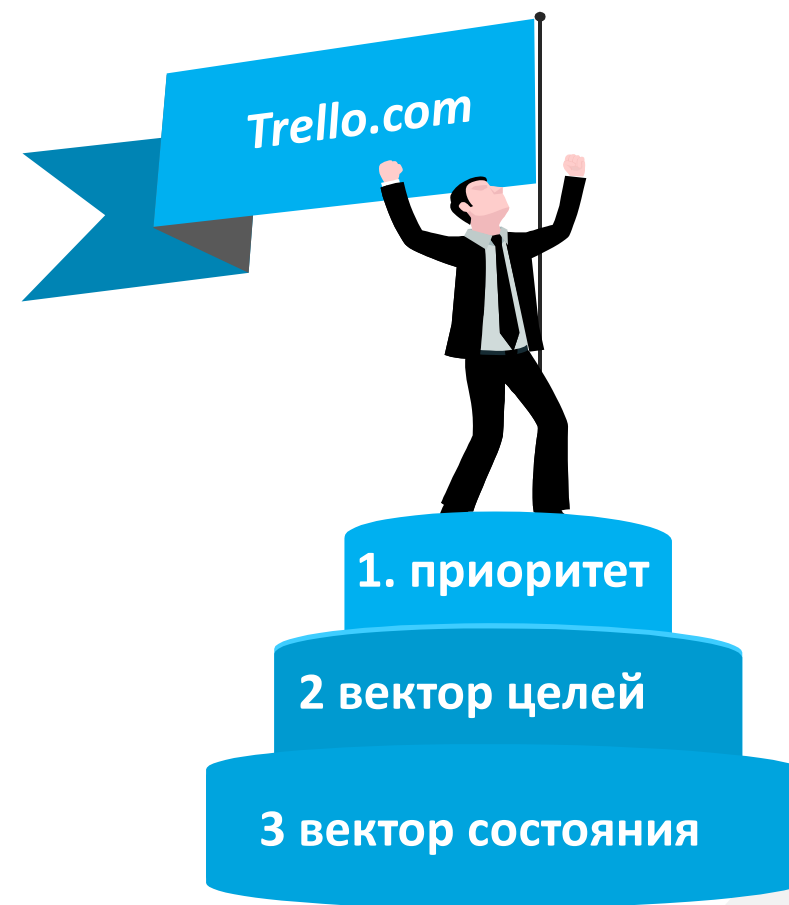 Trello.com
1. приоритет
2 вектор целей
3 вектор состояния